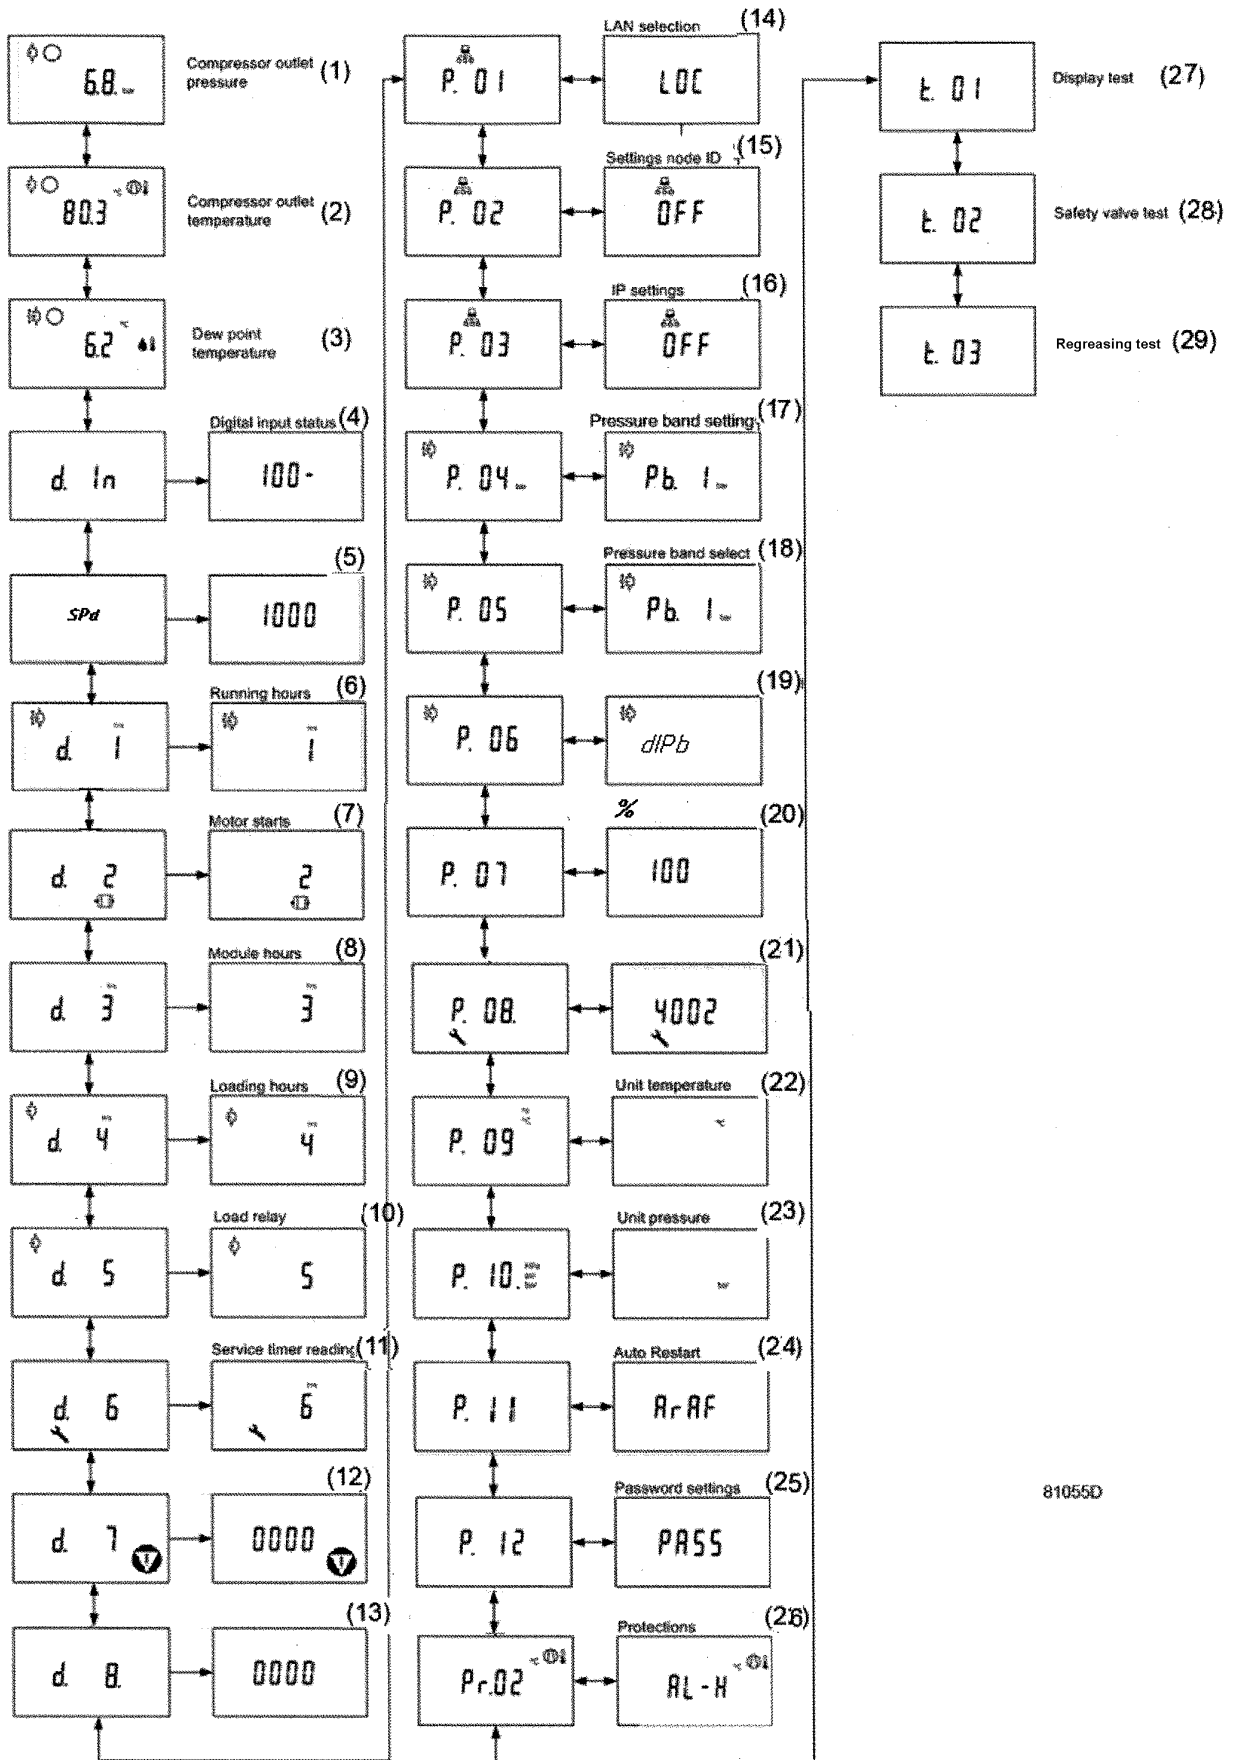 6.8. bar
Compressor outlet
pressure
(1)
80.3 °C
Compressor outlet
temperature
(2)
6.2 °C
Dew point
temperature
(3)
d. In
Digital input status (4)
100-
SPd
(5)
1000
d. 1
Running hours (6)
1
d. 2
Motor starts (7)
2
d. 3
Module hours (8)
3
d. 4
Loading hours (9)
4
d. 5
Load relay (10)
5
d. 6
Service timer reading (11)
6
d. 7
(12)
0000
d. 8.
(13)
0000
P. 01
LAN selection (14)
LOC
P. 02
Settings node ID (15)
OFF
P. 03
IP settings (16)
OFF
P. 04
Pressure band setting (17)
Pb. 1
P. 05
Pressure band select (18)
Pb. 1
P. 06
(19)
dIPb
P. 07
% (20)
100
P. 08.
(21)
4002
P. 09
Unit temperature (22)
°C
P. 10.
Unit pressure (23)
bar
P. 11
Auto Restart (24)
ArAF
P. 12
Password settings (25)
PASS
Pr.02 °C
Protections (26)
AL-H °C
t. 01
Display test (27)
t. 02
Safety valve test (28)
t. 03
Regreasing test (29)
81055D